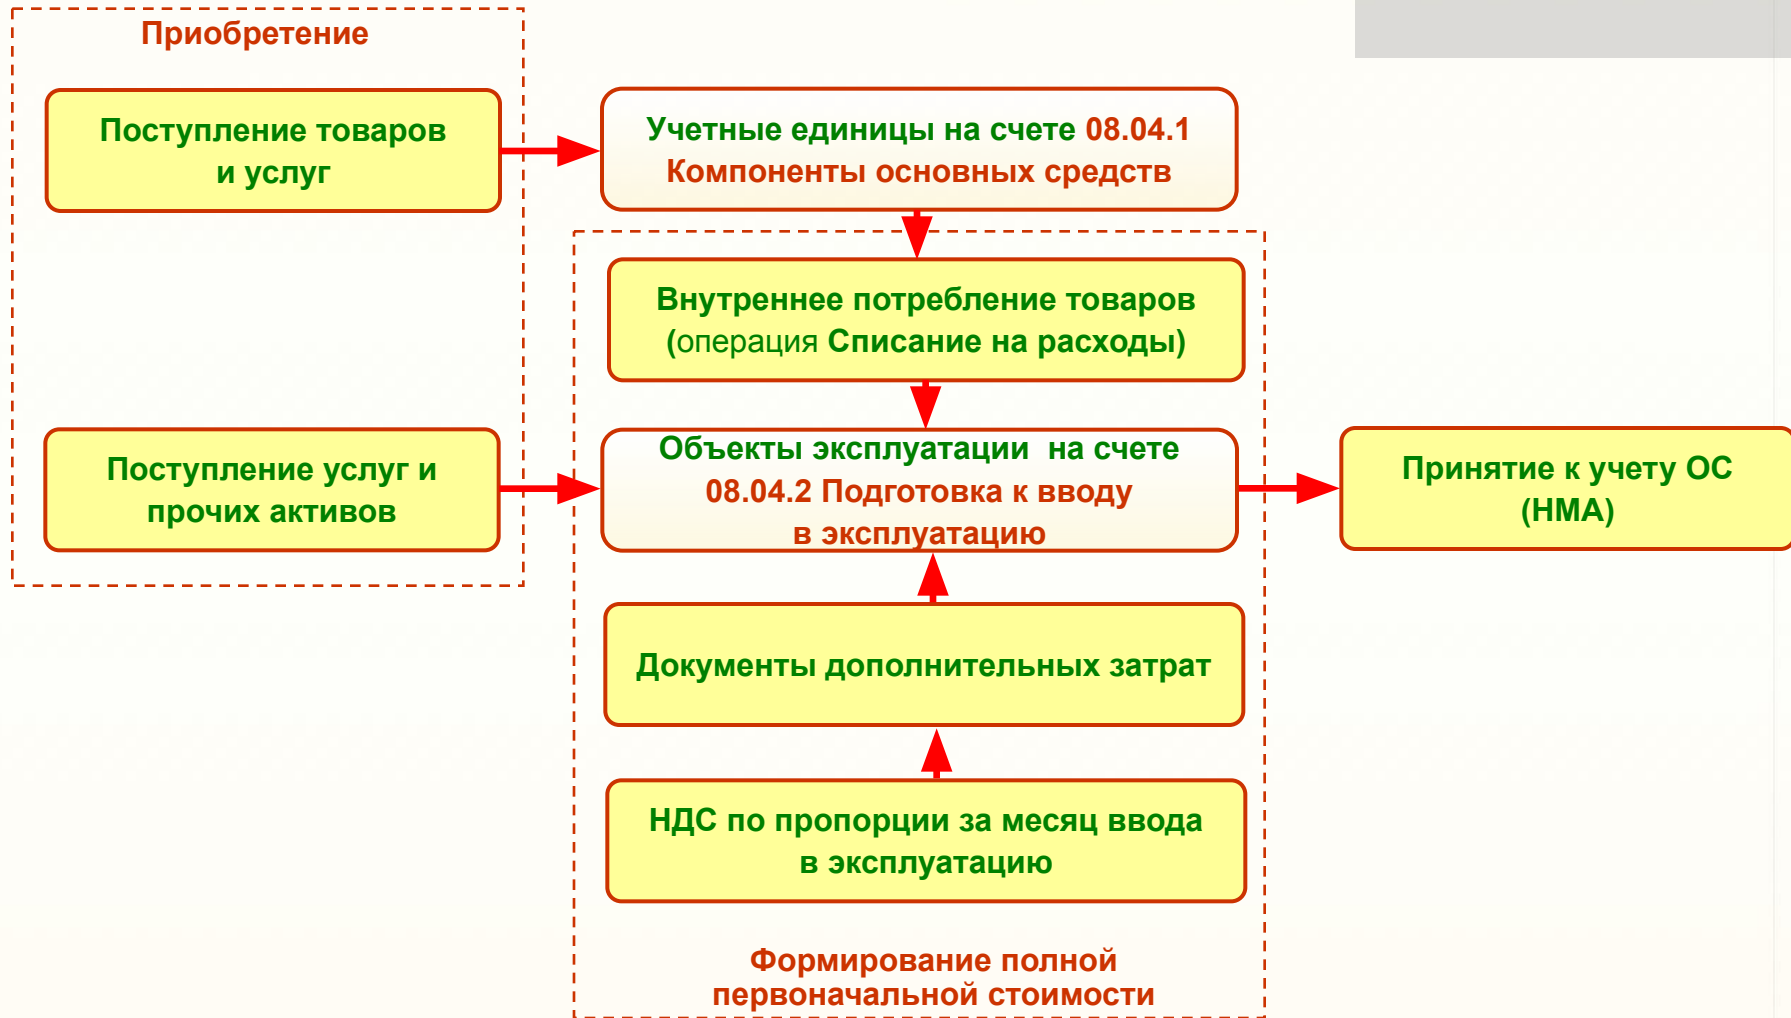 Приобретение
Поступление товаров
и услуг
Учетные единицы на счете 08.04.1
Компоненты основных средств
Внутреннее потребление товаров
(операция Списание на расходы)
Поступление услуг и
прочих активов
Объекты эксплуатации  на счете
08.04.2 Подготовка к вводу
в эксплуатацию
Принятие к учету ОС
(НМА)
Документы дополнительных затрат
НДС по пропорции за месяц ввода
в эксплуатацию
Формирование полной
первоначальной стоимости